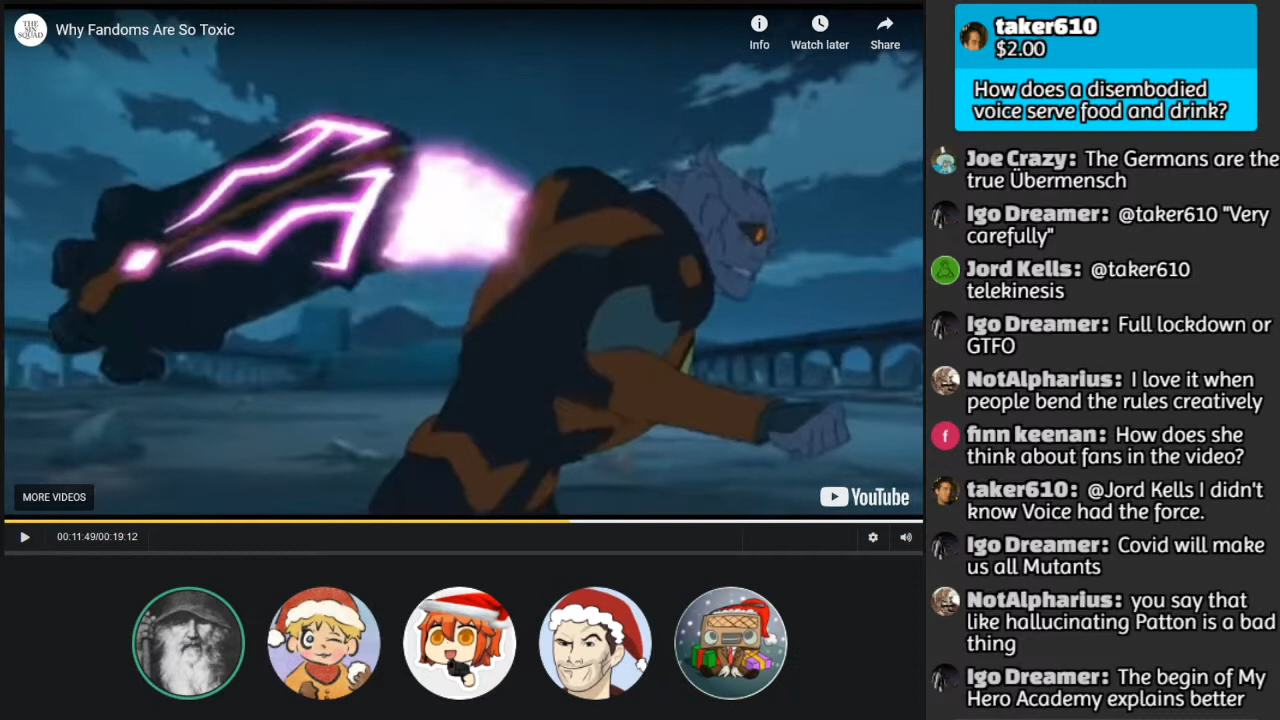 THE
SIN
SQUAD
Why Fandoms Are So Toxic
Info
Watch later
Share
MORE VIDEOS
YouTube
00:11:49/00:19:12
taker610
$2.00
How does a disembodied
voice serve food and drink?
Joe Crazy: The Germans are the
true Übermensch
Igo Dreamer: @taker610 "Very
carefully"
Jord Kells: @taker610
telekinesis
Igo Dreamer: Full lockdown or
GTFO
NotAlpharius: I love it when
people bend the rules creatively
f
finn keenan: How does she
think about fans in the video?
taker610: @Jord Kells I didn't
know Voice had the force.
Igo Dreamer: Covid will make
us all Mutants
NotAlpharius: you say that
like hallucinating Patton is a bad
thing
Igo Dreamer: The begin of My
Hero Academy explains better